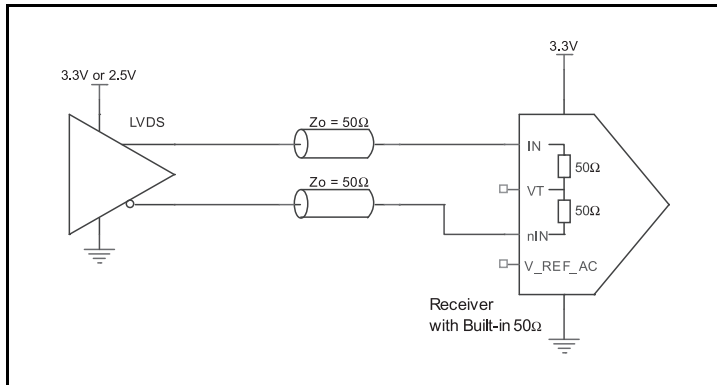 3.3V
3.3V or 2.5V
LVDS
Zo = 50Ω
IN
50Ω
Zo = 50Ω
VT
50Ω
nIN
V_REF_AC
Receiver
with Built-in 50Ω